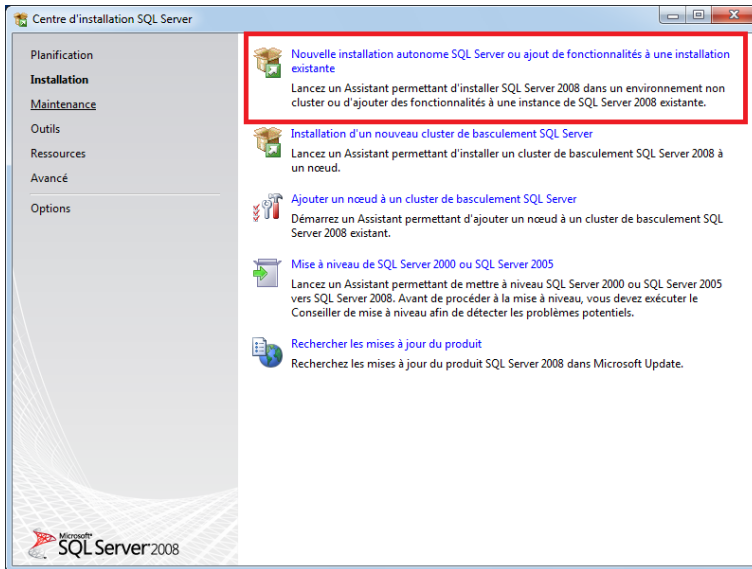 Centre d'installation SQL Server
Planification
Installation
Maintenance
Outils
Ressources
Avancé
Options
Nouvelle installation autonome SQL Server ou ajout de fonctionnalités à une installation
existante
Lancez un Assistant permettant d'installer SQL Server 2008 dans un environnement non
cluster ou d'ajouter des fonctionnalités à une instance de SQL Server 2008 existante.
Installation d'un nouveau cluster de basculement SQL Server
Lancez un Assistant permettant d'installer un cluster de basculement SQL Server 2008 à
un nœud.
Ajouter un nœud à un cluster de basculement SQL Server
Démarrez un Assistant permettant d'ajouter un nœud à un cluster de basculement SQL
Server 2008 existant.
Mise à niveau de SQL Server 2000 ou SQL Server 2005
Lancez un Assistant permettant de mettre à niveau SQL Server 2000 ou SQL Server 2005
vers SQL Server 2008. Avant de procéder à la mise à niveau, vous devez exécuter le
Conseiller de mise à niveau afin de détecter les problèmes potentiels.
Rechercher les mises à jour du produit
Recherchez les mises à jour du produit SQL Server 2008 dans Microsoft Update.
Microsoft
SQL Server 2008